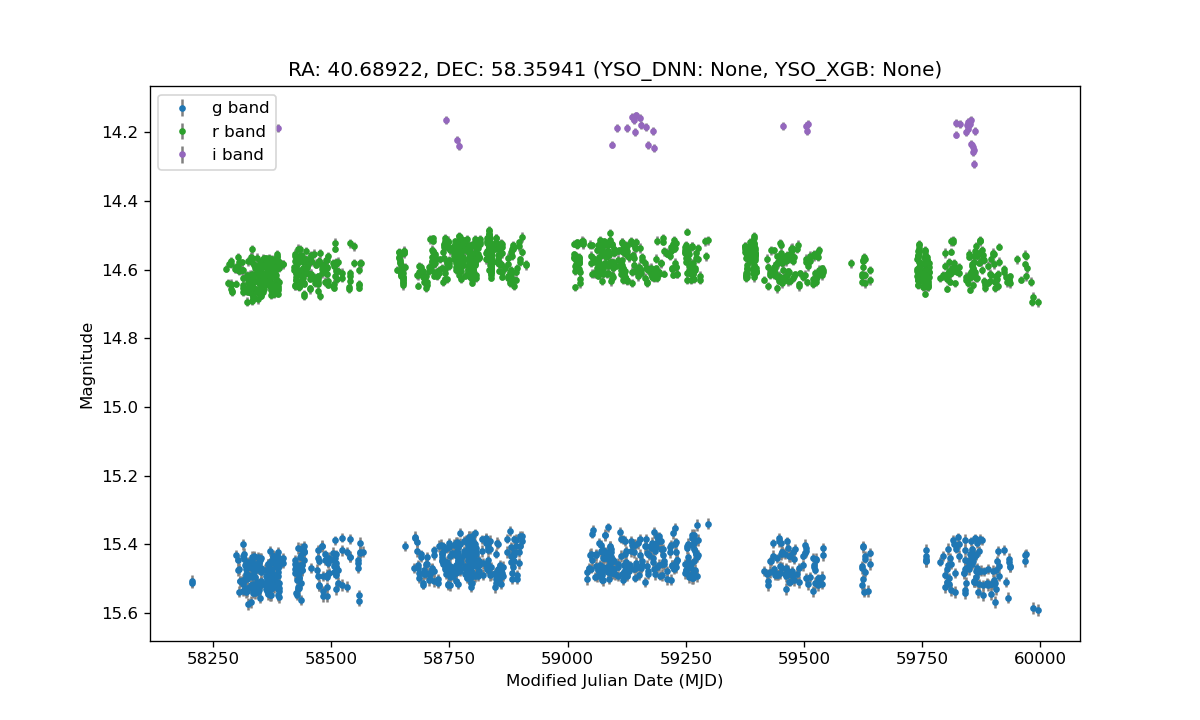 RA: 40.68922, DEC: 58.35941 (YSO_DNN: None, YSO_XGB: None)
g band
r band
i band
14.2
14.4
14.6
14.8
15.0
15.2
15.4
15.6
Magnitude
58250 58500 58750 59000 59250 59500 59750 60000
Modified Julian Date (MJD)